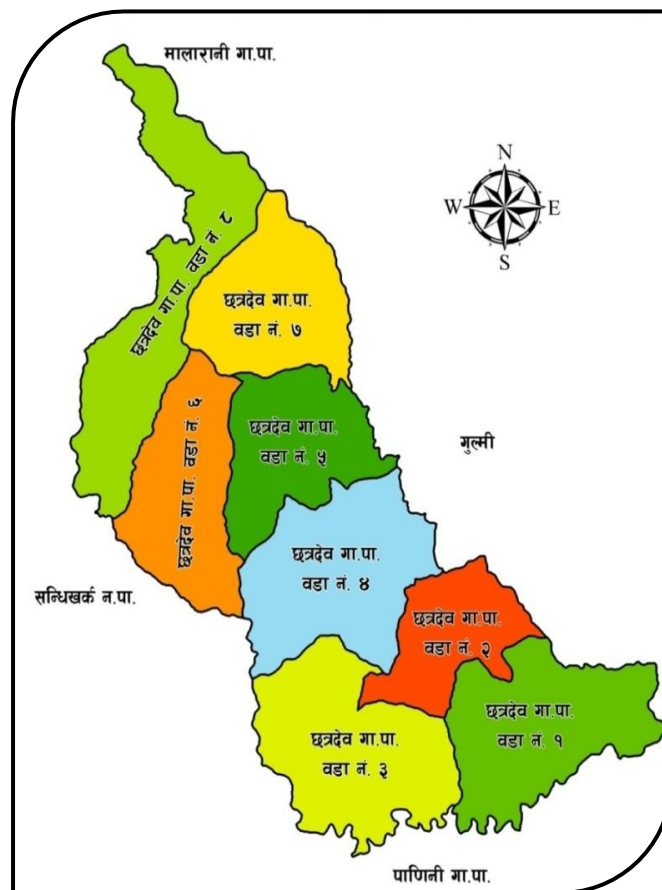 मालारानी गा.पा.
N
W E
S
छत्रदेव गा.पा. वडा नं. ८
छत्रदेव गा.पा.
वडा नं. ७
छत्रदेव गा.पा. वडा नं. ६
छत्रदेव गा.पा.
वडा नं. ५
गुल्मी
छत्रदेव गा.पा.
वडा नं. ४
सन्धिखर्क न.पा.
छत्रदेव गा.पा.
वडा नं. २
छत्रदेव गा.पा.
वडा नं. १
छत्रदेव गा.पा.
वडा नं. ३
पाणिनी गा.पा.